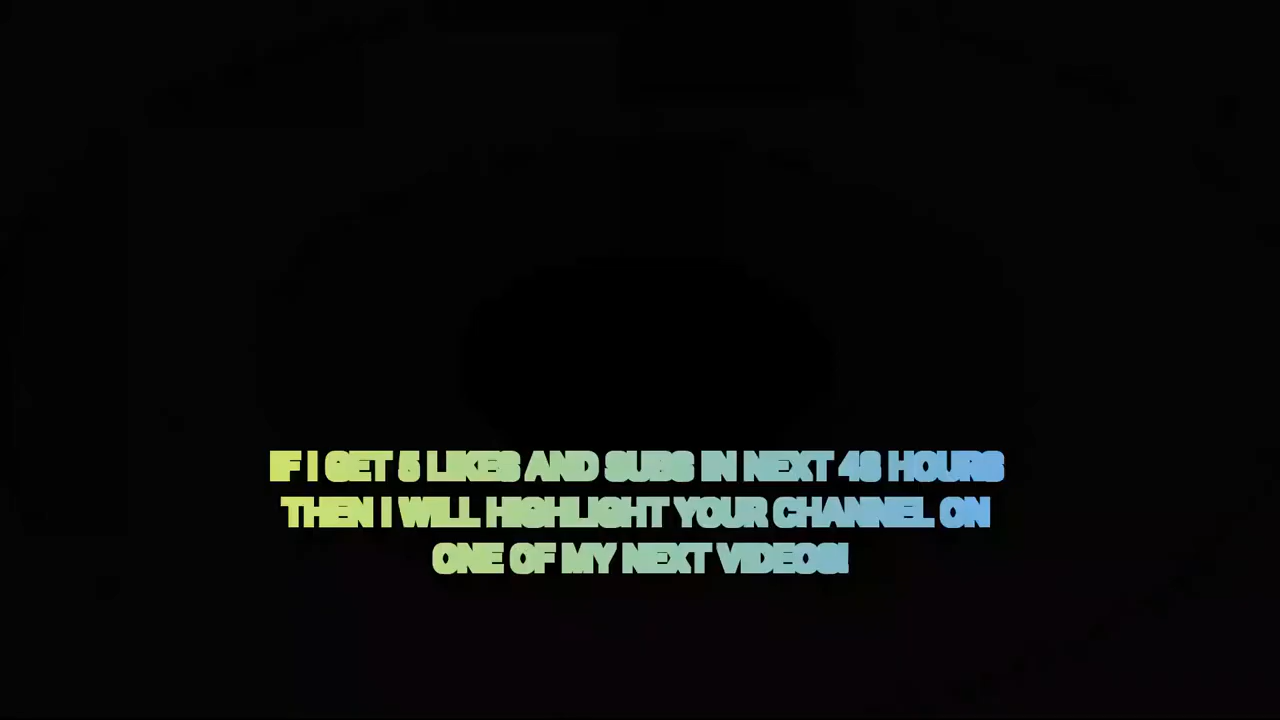 IF I GET 5 LIKES AND SUBS IN NEXT 48 HOURS
THEN I WILL HIGHLIGHT YOUR CHANNEL ON
ONE OF MY NEXT VIDEOS!